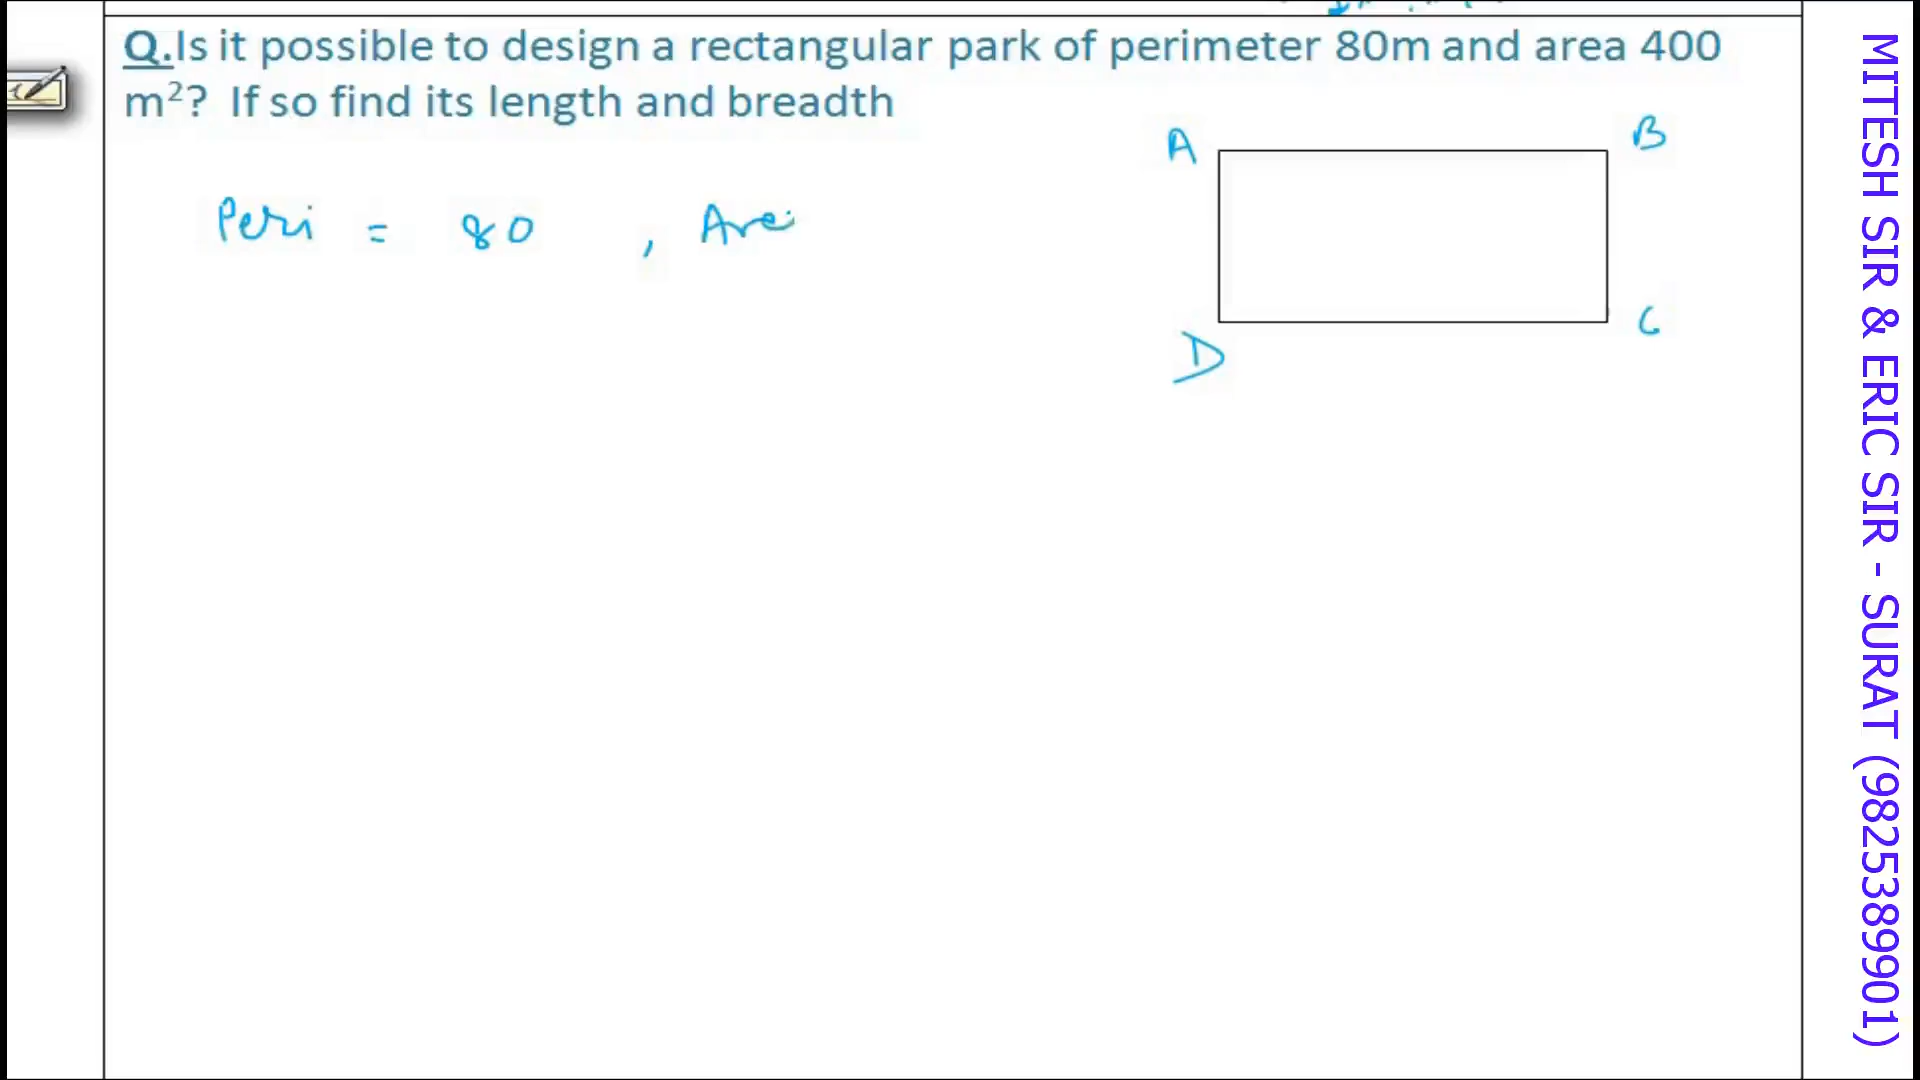 Q.Is it possible to design a rectangular park of perimeter 80m and area 400
m²? If so find its length and breadth
A B
Peri = 80 , Are
D C
MITESH SIR & ERIC SIR - SURAT (9825389901)